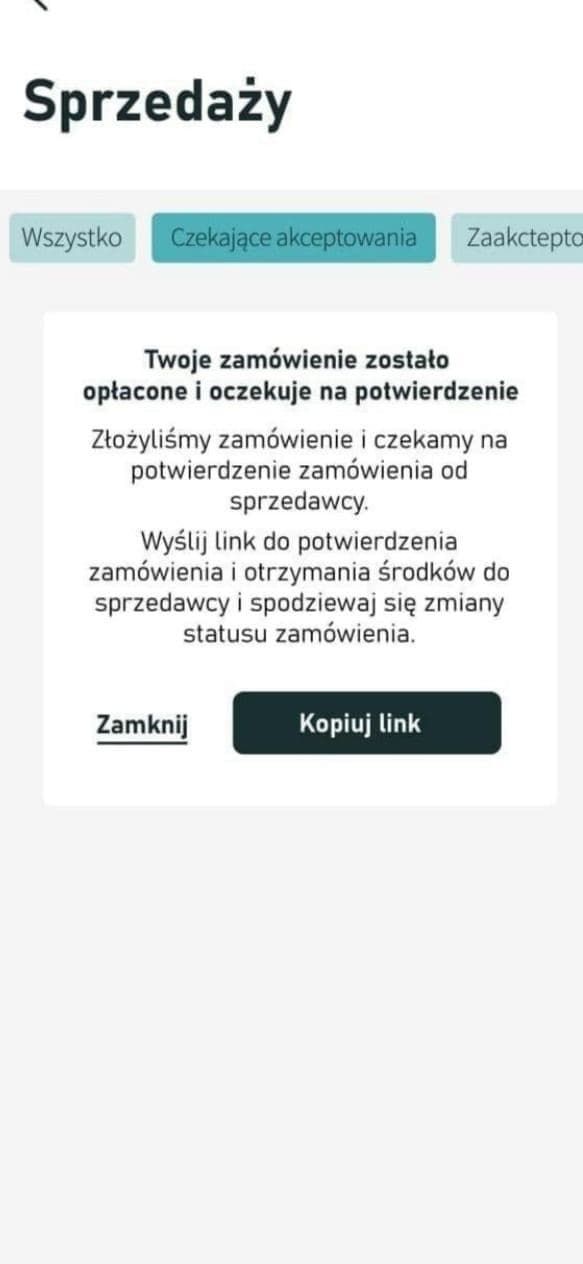 Sprzedaży
Wszystko
Czekające akceptowania
Zaakctepto
Twoje zamówienie zostało
opłacone i oczekuje na potwierdzenie
Złożyliśmy zamówienie i czekamy na
potwierdzenie zamówienia od
sprzedawcy.
Wyślij link do potwierdzenia
zamówienia i otrzymania środków do
sprzedawcy i spodziewaj się zmiany
statusu zamówienia.
Zamknij
Kopiuj link